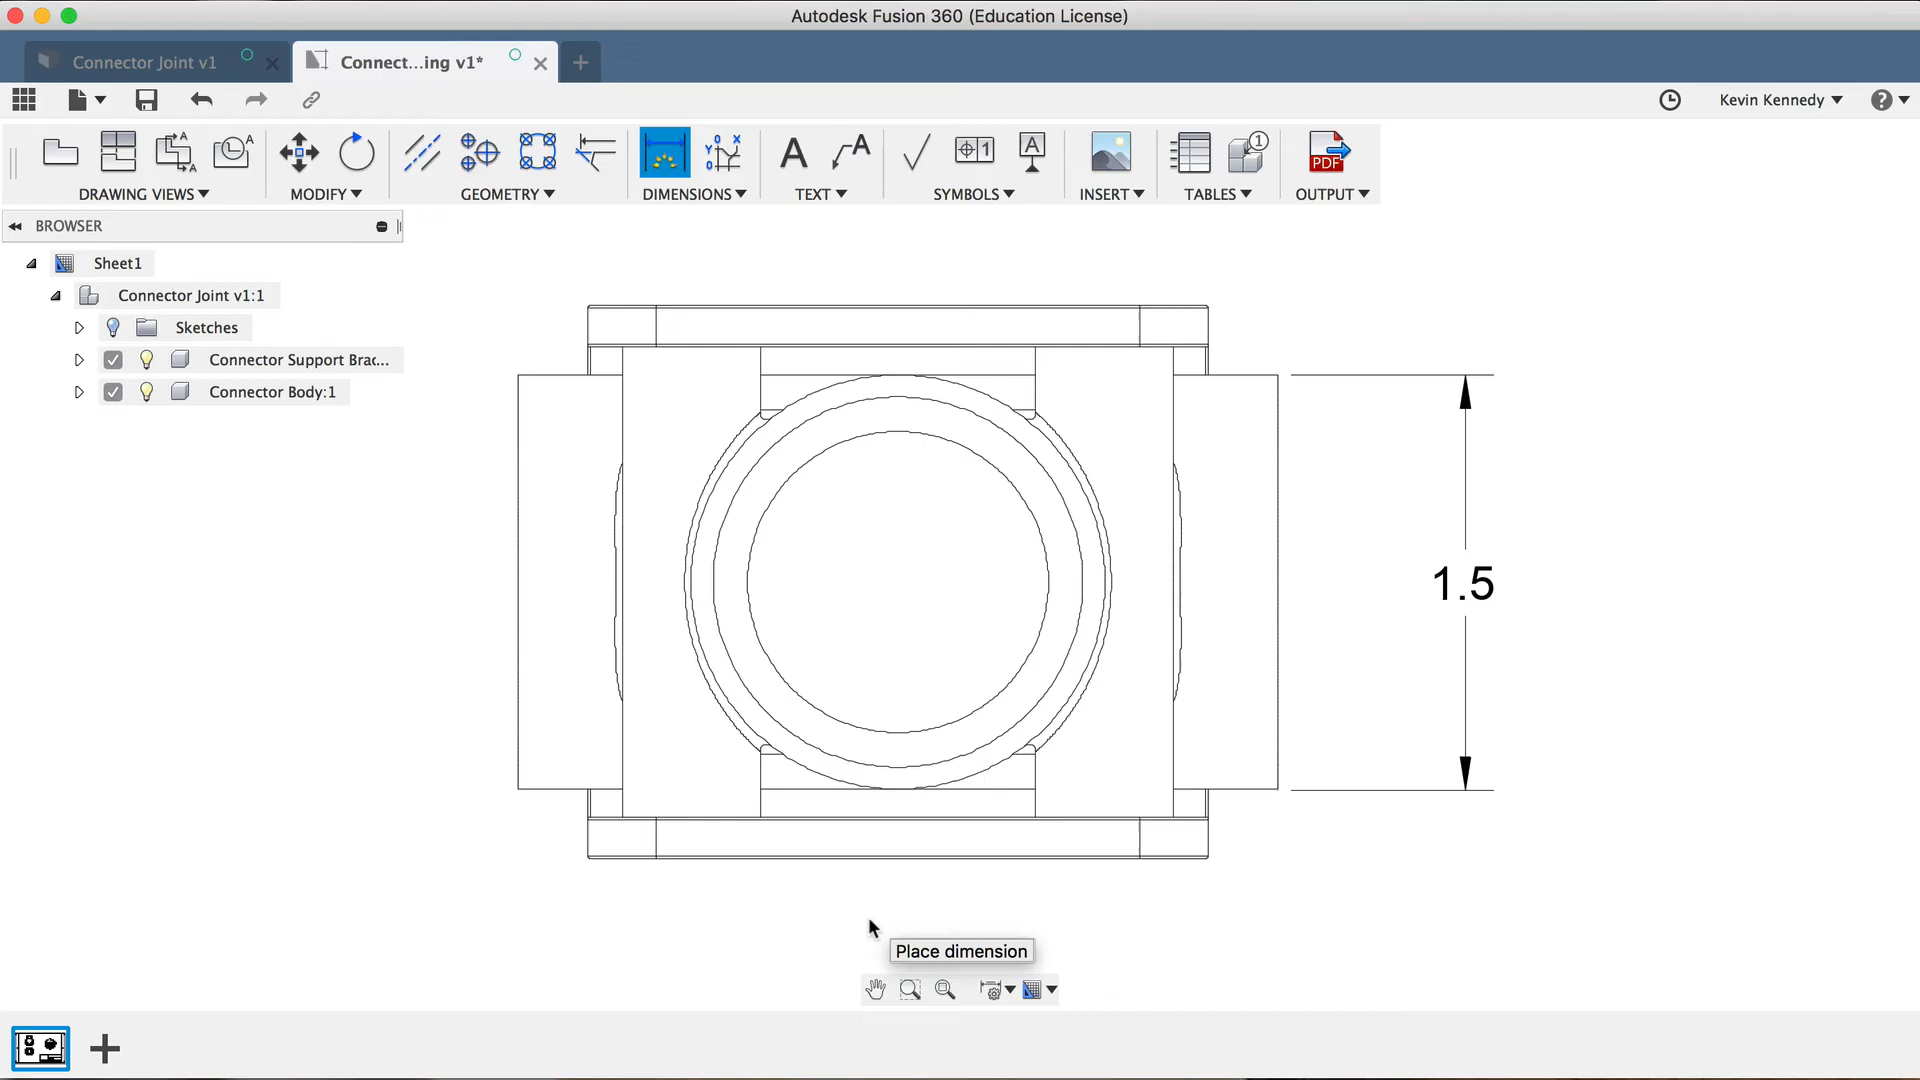 Autodesk Fusion 360 (Education License)
Connector Joint v1
Connect...ing v1*
Kevin Kennedy
?
A
A
A
A
X
Y
O
O
A
A
1
A
1
PDF
DRAWING VIEWS
MODIFY
GEOMETRY
DIMENSIONS
TEXT
SYMBOLS
INSERT
TABLES
OUTPUT
BROWSER
Sheet1
Connector Joint v1:1
Sketches
Connector Support Brac...
Connector Body:1
1.5
Place dimension